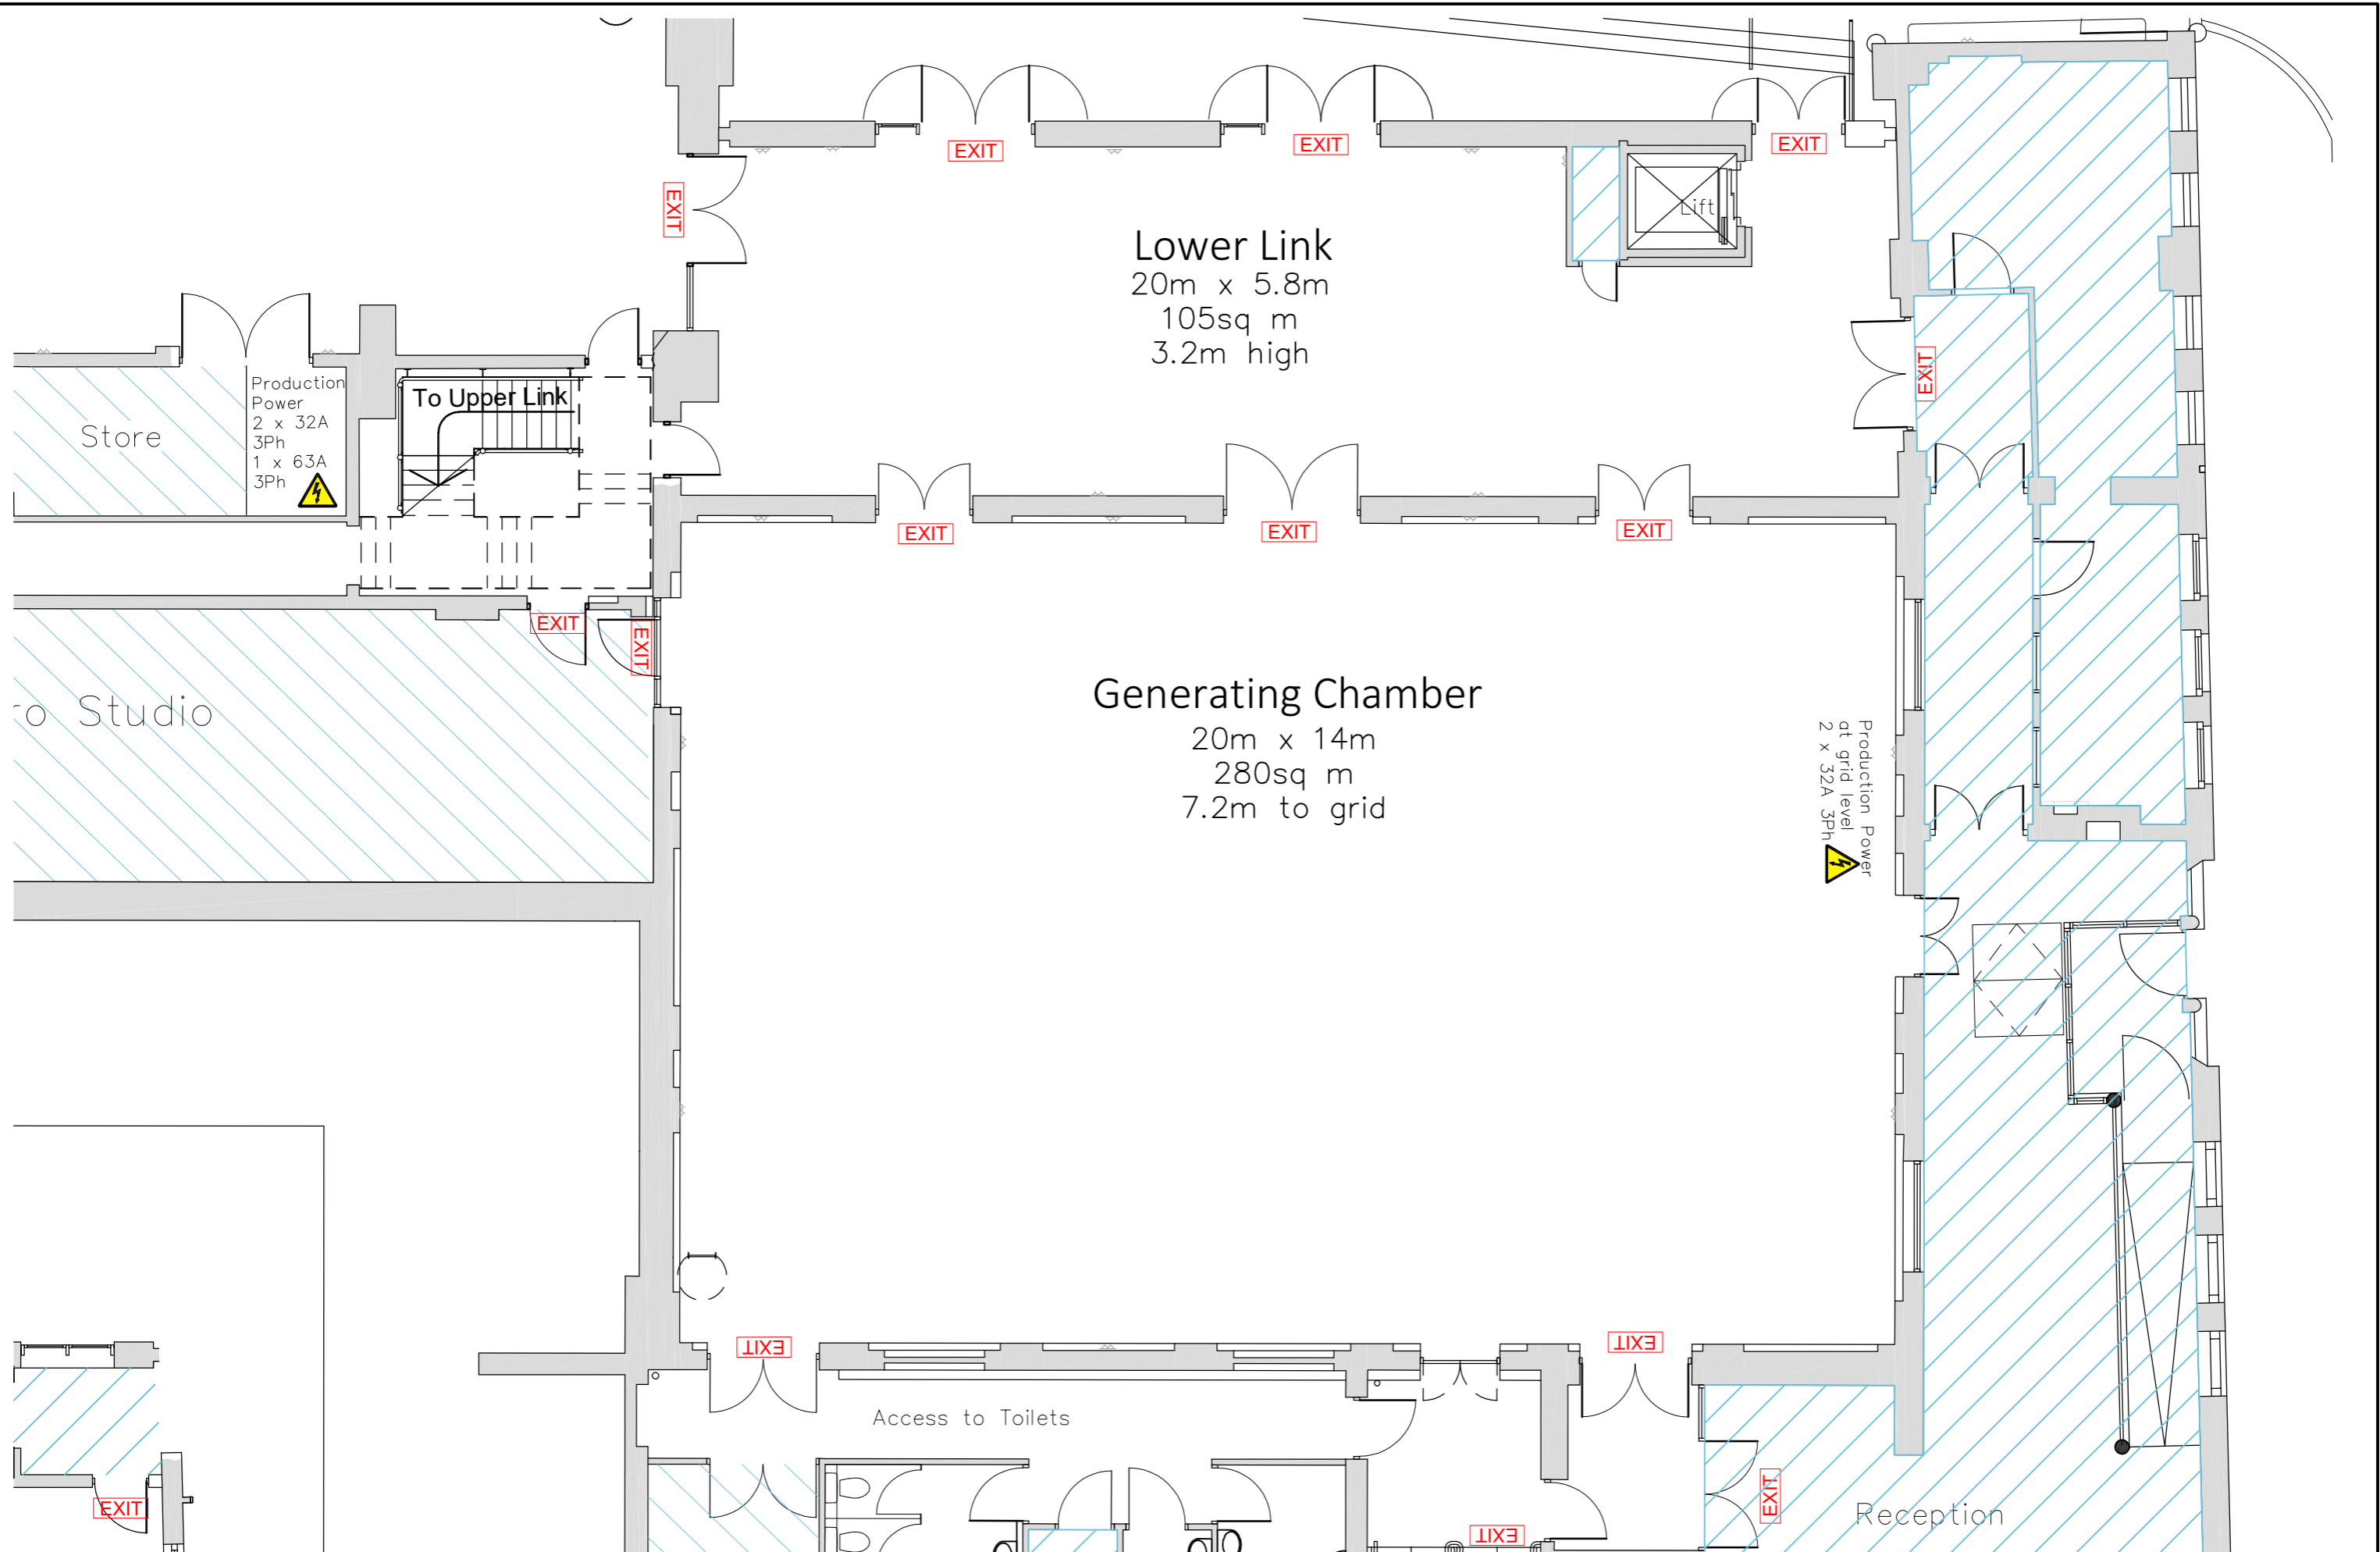 EXIT
EXIT
EXIT
EXIT
Lift
Lower Link
20m x 5.8m
105sq m
3.2m high
EXIT
Production
Power
2 x 32A
3Ph
1 x 63A
3Ph
To Upper Link
Store
EXIT
EXIT
EXIT
EXIT
EXIT
ro Studio
Generating Chamber
20m x 14m
280sq m
7.2m to grid
Production Power
at grid level
2 x 32A 3Ph
EXIT
EXIT
Access to Toilets
EXIT
EXIT
EXIT
Reception